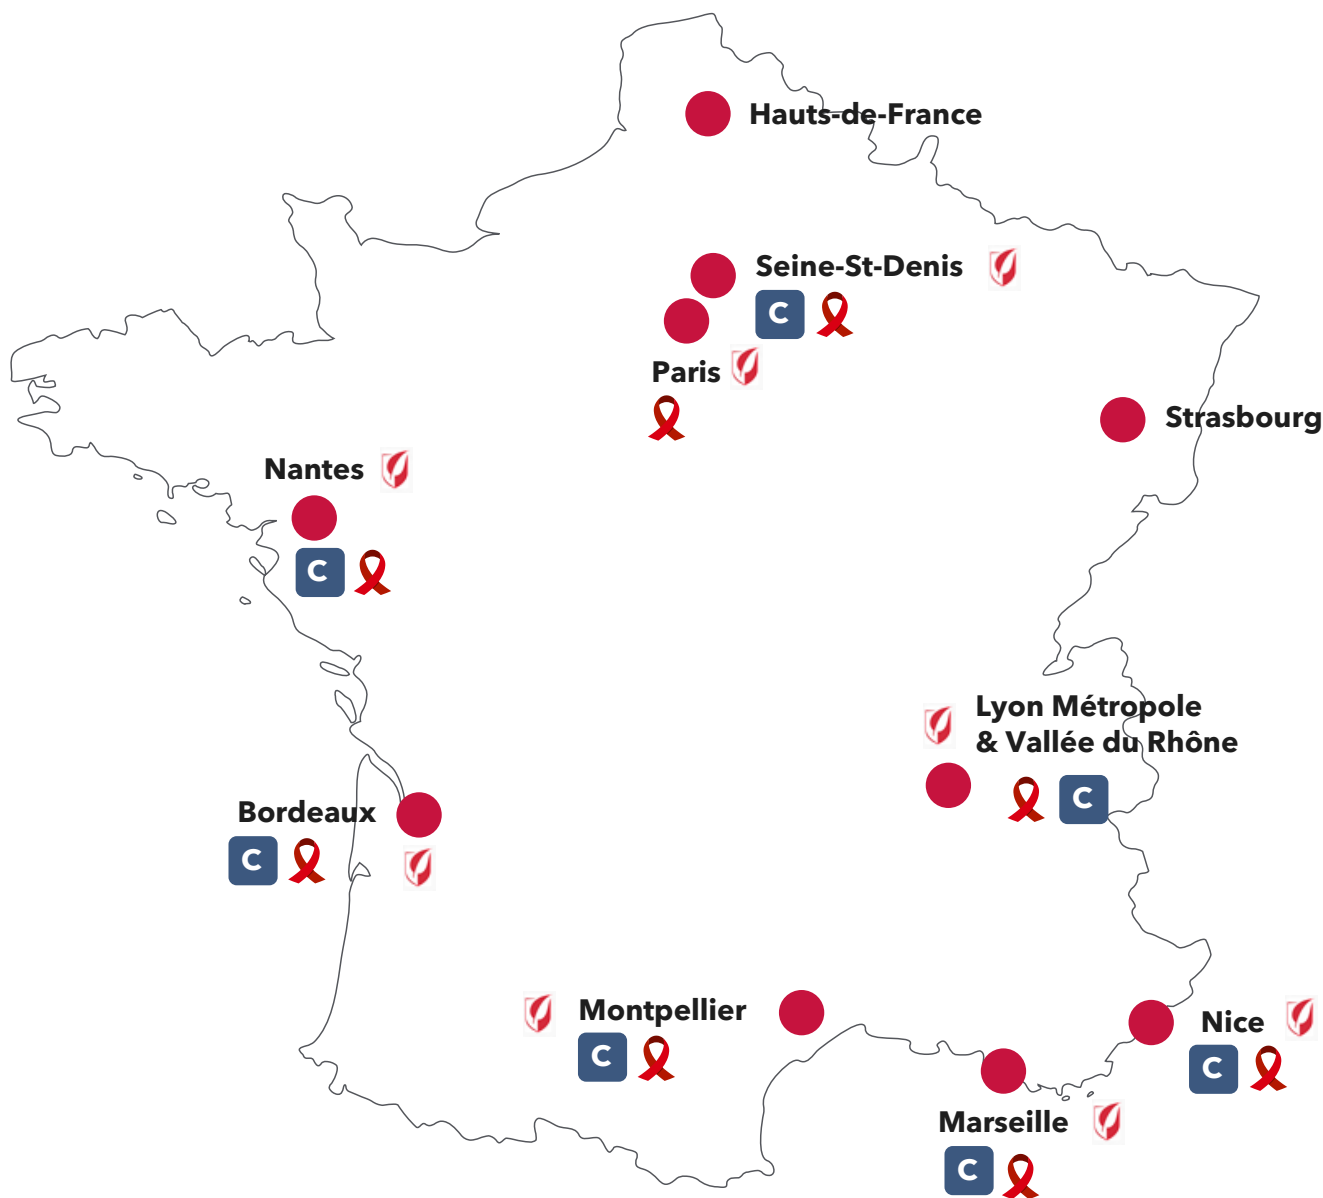 Hauts-de-France
Seine-St-Denis
C
Paris
Strasbourg
Nantes
C
Lyon Métropole
& Vallée du Rhône
C
Bordeaux
C
Montpellier
C
Nice
C
Marseille
C